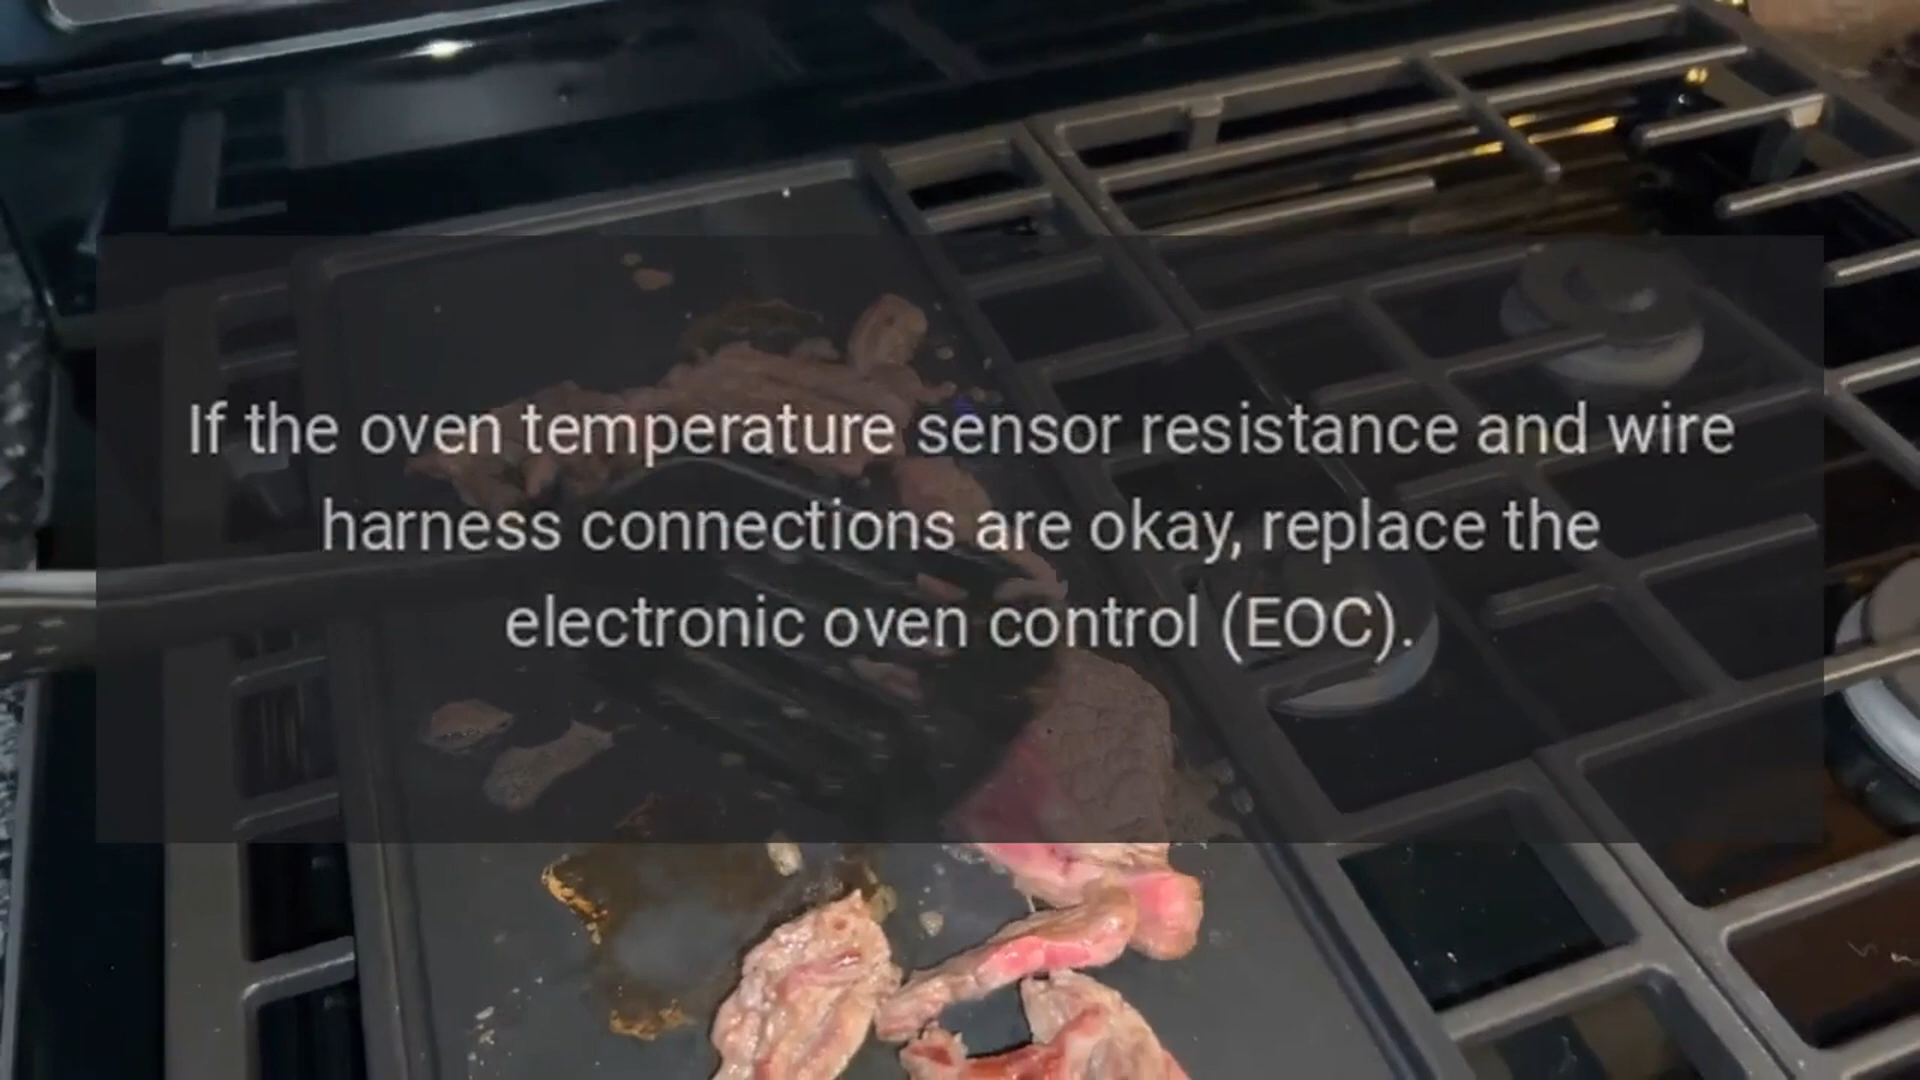 If the oven temperature sensor resistance and wire
harness connections are okay, replace the
electronic oven control (EOC).